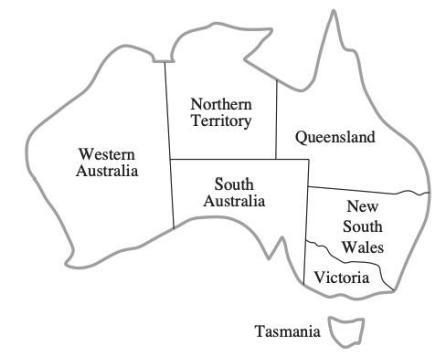 Northern
Territory
Queensland
Western
Australia
South
Australia
New
South
Wales
Victoria
Tasmania